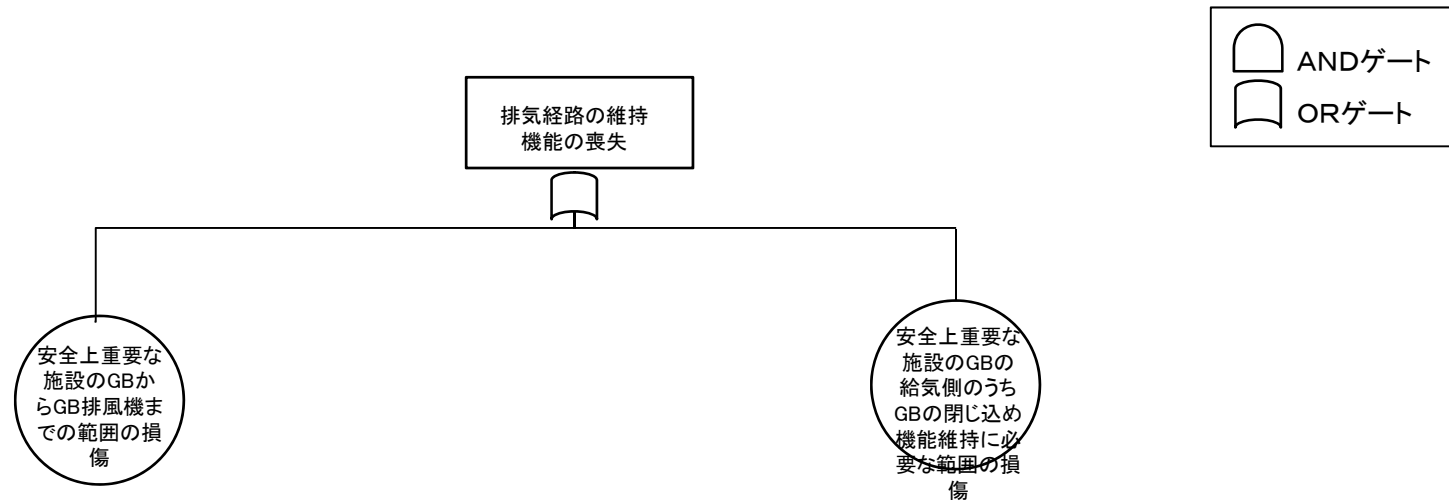 ANDゲート
ORゲート
排気経路の維持
機能の喪失
安全上重要な
施設のGBか
らGB排風機ま
での範囲の損
傷
安全上重要な
施設のGBの
給気側のうち
GBの閉じ込め
機能維持に必
要な範囲の損
傷